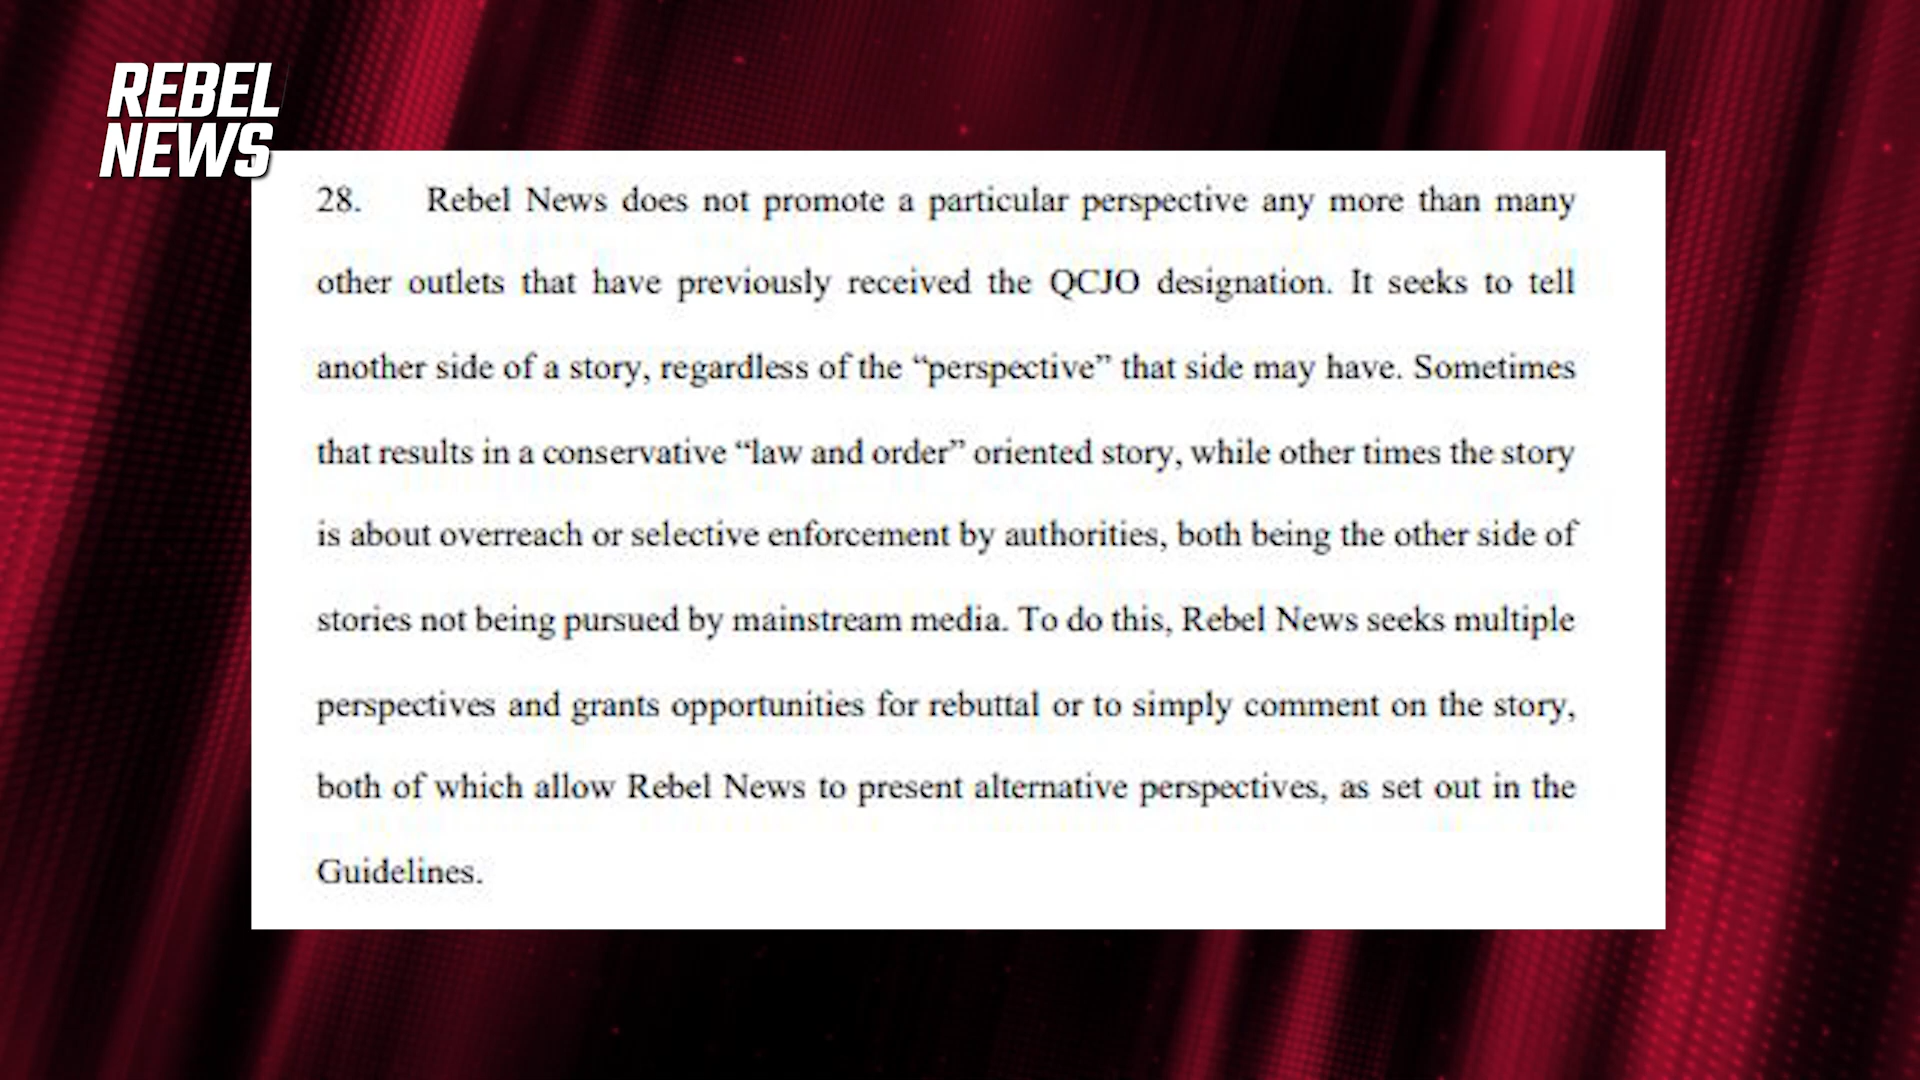 REBEL
NEWS
28. Rebel News does not promote a particular perspective any more than many
other outlets that have previously received the QCJO designation. It seeks to tell
another side of a story, regardless of the “perspective” that side may have. Sometimes
that results in a conservative “law and order” oriented story, while other times the story
is about overreach or selective enforcement by authorities, both being the other side of
stories not being pursued by mainstream media. To do this, Rebel News seeks multiple
perspectives and grants opportunities for rebuttal or to simply comment on the story,
both of which allow Rebel News to present alternative perspectives, as set out in the
Guidelines.